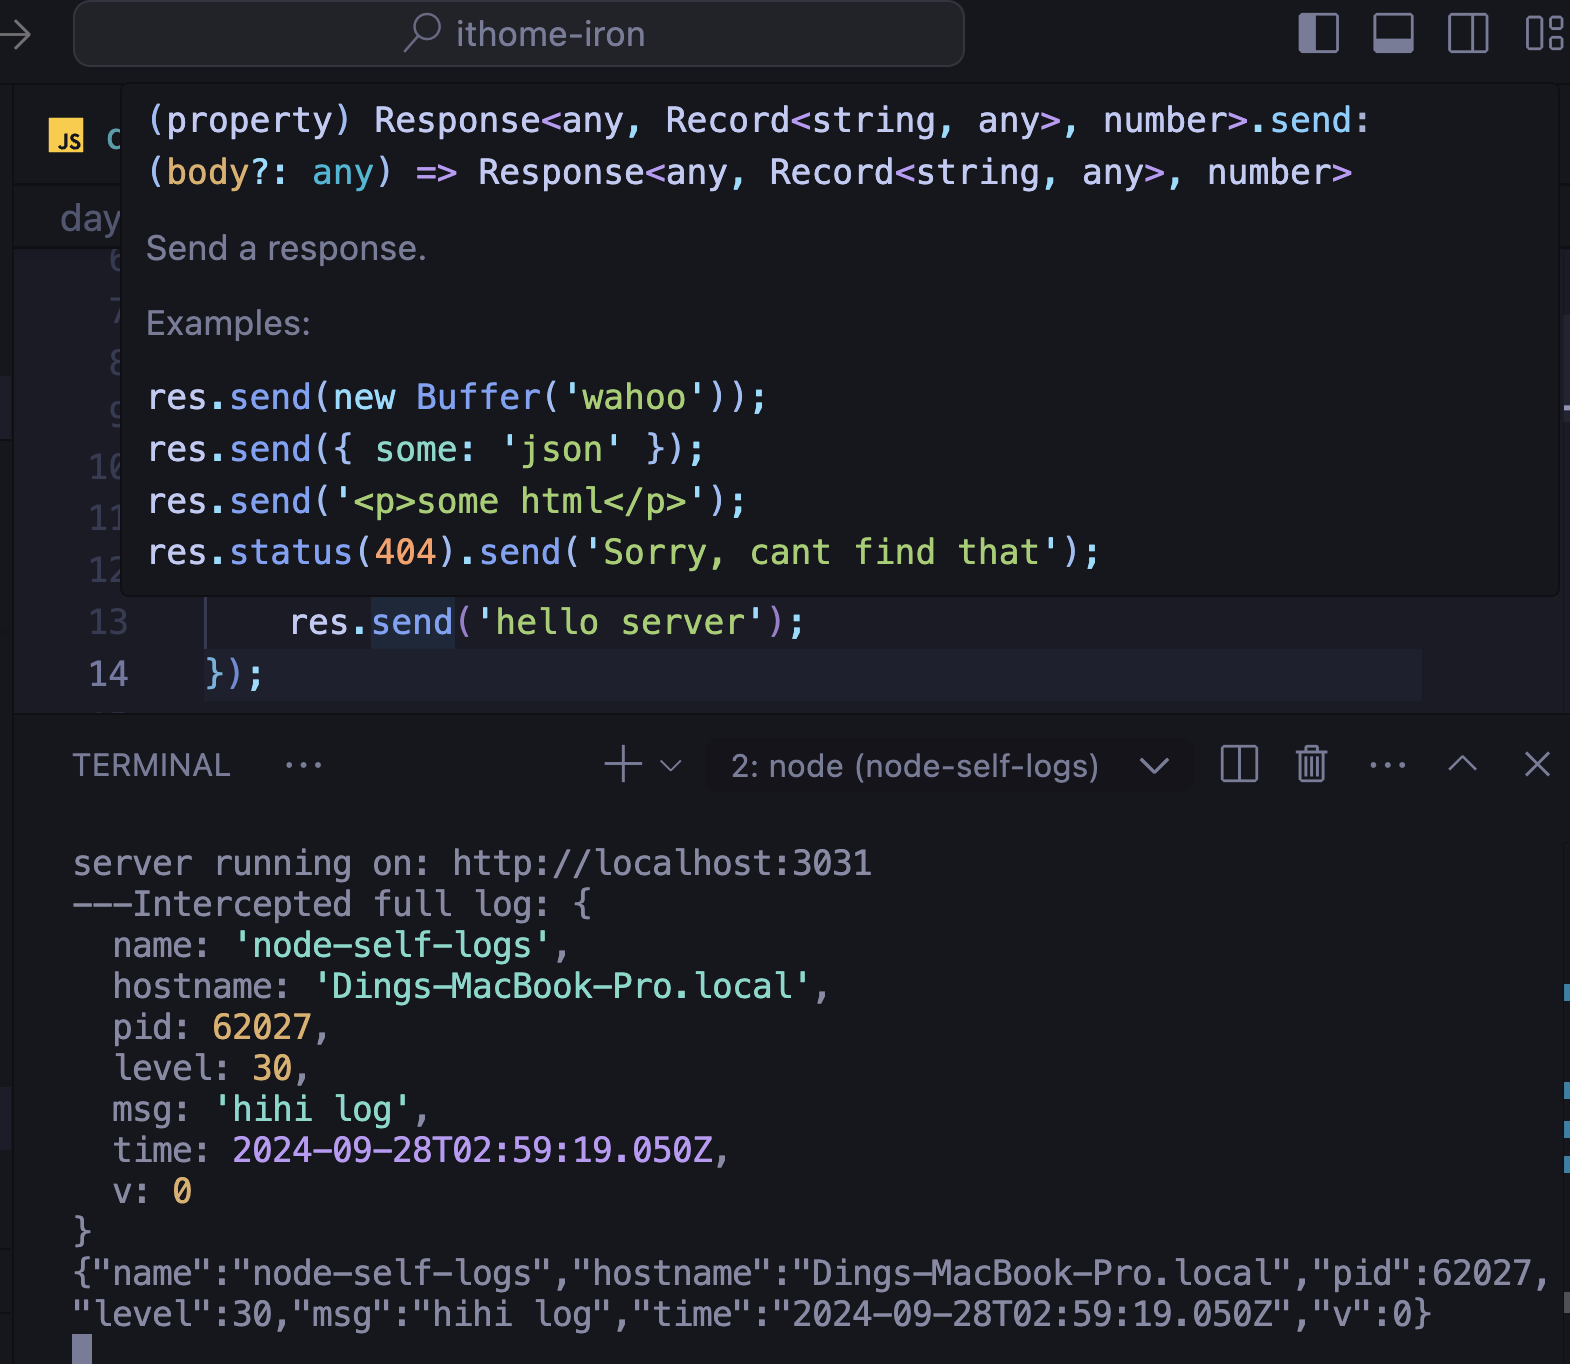 ithome-iron
JS
(property) Response<any, Record<string, any>, number>.send:
(body?: any) => Response<any, Record<string, any>, number>
day
Send a response.
Examples:
res.send(new Buffer('wahoo'));
res.send({ some: 'json' });
res.send('<p>some html</p>');
res.status(404).send('Sorry, cant find that');
6
7
8
9
10
11
12
13 res.send('hello server');
14 });
TERMINAL ··· 2: node (node-self-logs) ···
server running on: http://localhost:3031
---Intercepted full log: {
name: 'node-self-logs',
hostname: 'Dings-MacBook-Pro.local',
pid: 62027,
level: 30,
msg: 'hihi log',
time: 2024-09-28T02:59:19.050Z,
v: 0
}
{"name":"node-self-logs","hostname":"Dings-MacBook-Pro.local","pid":62027,
"level":30,"msg":"hihi log","time":"2024-09-28T02:59:19.050Z","v":0}